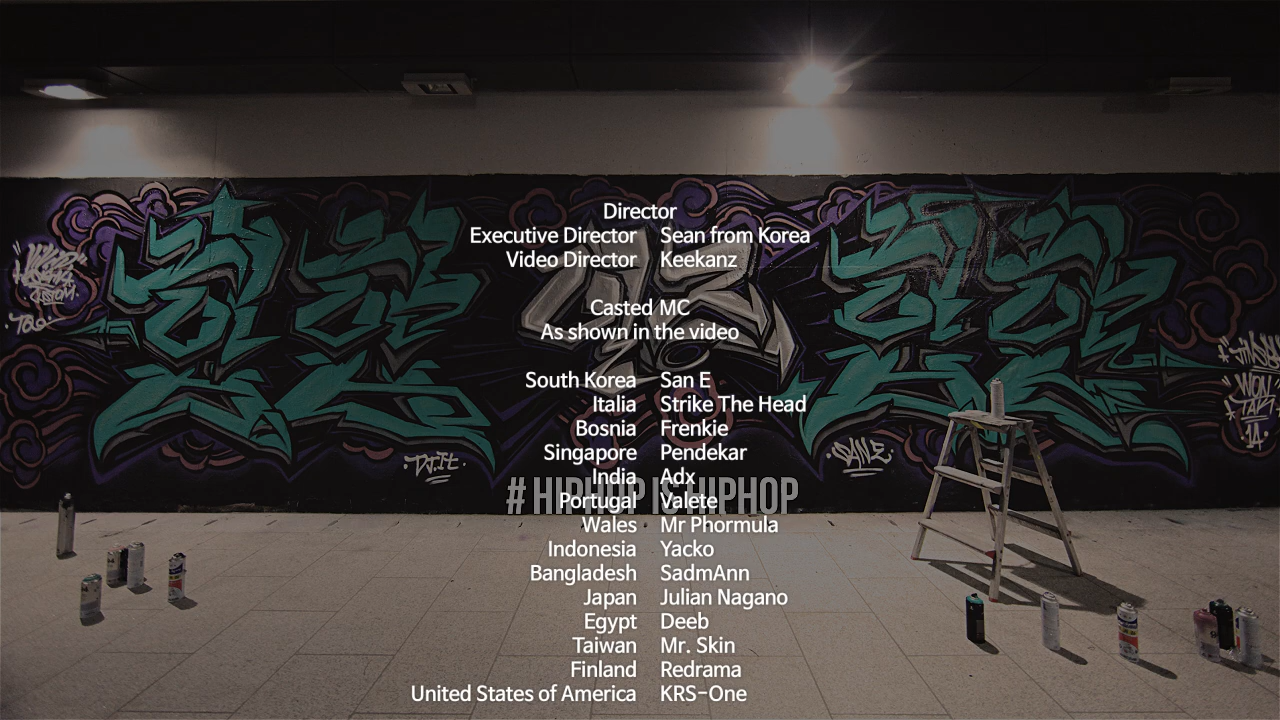 Director
Executive Director Sean from Korea
Video Director Keekanz
Casted MC
As shown in the video
South Korea San E
Italia Strike The Head
Bosnia Frenkie
Singapore Pendekar
India Adx
# HIPHOP IS HIPHOP
Portugal Valete
Wales Mr Phormula
Indonesia Yacko
Bangladesh SadmAnn
Japan Julian Nagano
Egypt Deeb
Taiwan Mr. Skin
Finland Redrama
United States of America KRS-One